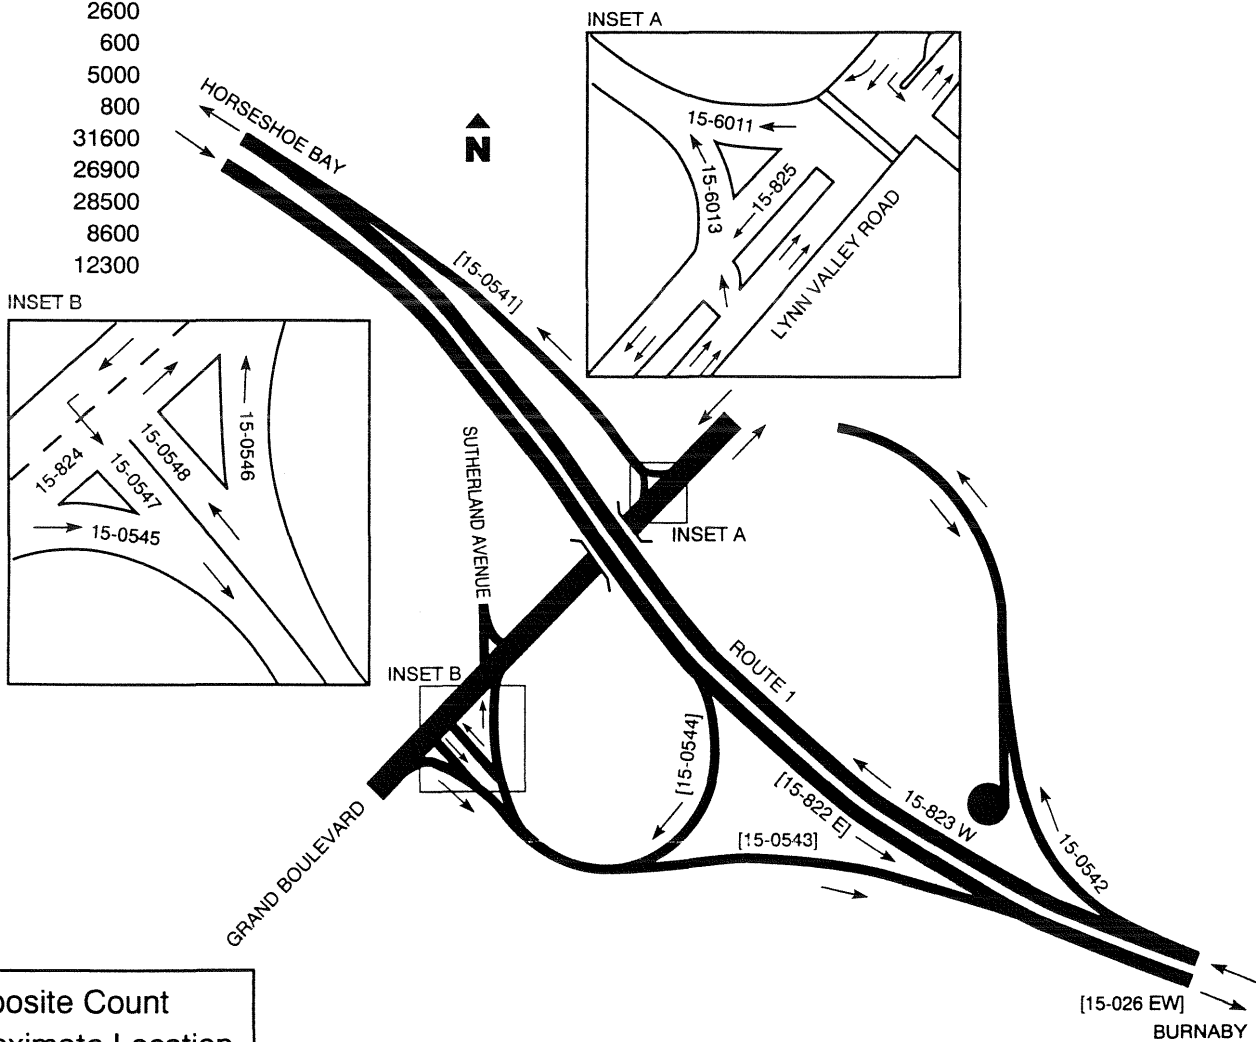 2600
600
5000
800
31600
26900
28500
8600
12300
INSET A
15-6011
15-6013
15-825
LYNN VALLEY ROAD
HORSESHOE BAY
N
[15-0541]
INSET B
15-824
15-0547
15-0548
15-0546
15-0545
SUTHERLAND AVENUE
INSET A
INSET B
ROUTE 1
[15-0544]
[15-822 E]
15-823 W
[15-0543]
15-0542
GRAND BOULEVARD
[15-026 EW]
BURNABY
posite Count